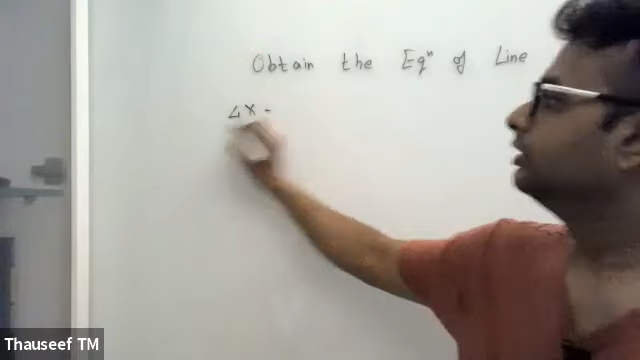 Obtain the Eqⁿ of Line
∠X -
Thauseef TM